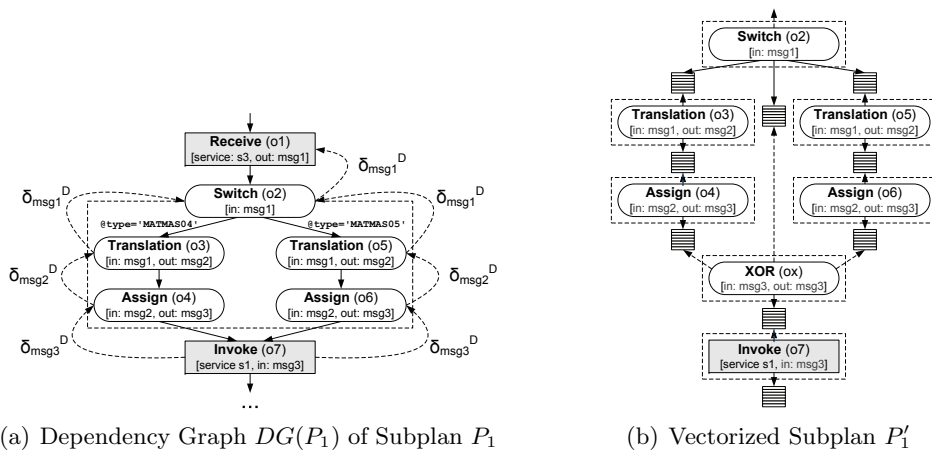 Receive (o1)
[service: s3, out: msg1]
δmsg1D
Switch (o2)
[in: msg1]
δmsg1D
δmsg1D
@type='MATMAS04'
@type='MATMAS05'
Translation (o3)
[in: msg1, out: msg2]
Translation (o5)
[in: msg1, out: msg2]
δmsg2D
δmsg2D
Assign (o4)
[in: msg2, out: msg3]
Assign (o6)
[in: msg2, out: msg3]
δmsg3D
δmsg3D
Invoke (o7)
[service s1, in: msg3]
...
(a) Dependency Graph DG(P1) of Subplan P1
Switch (o2)
[in: msg1]
Translation (o3)
[in: msg1, out: msg2]
Translation (o5)
[in: msg1, out: msg2]
Assign (o4)
[in: msg2, out: msg3]
Assign (o6)
[in: msg2, out: msg3]
XOR (ox)
[in: msg3, out: msg3]
Invoke (o7)
[service s1, in: msg3]
(b) Vectorized Subplan P′1